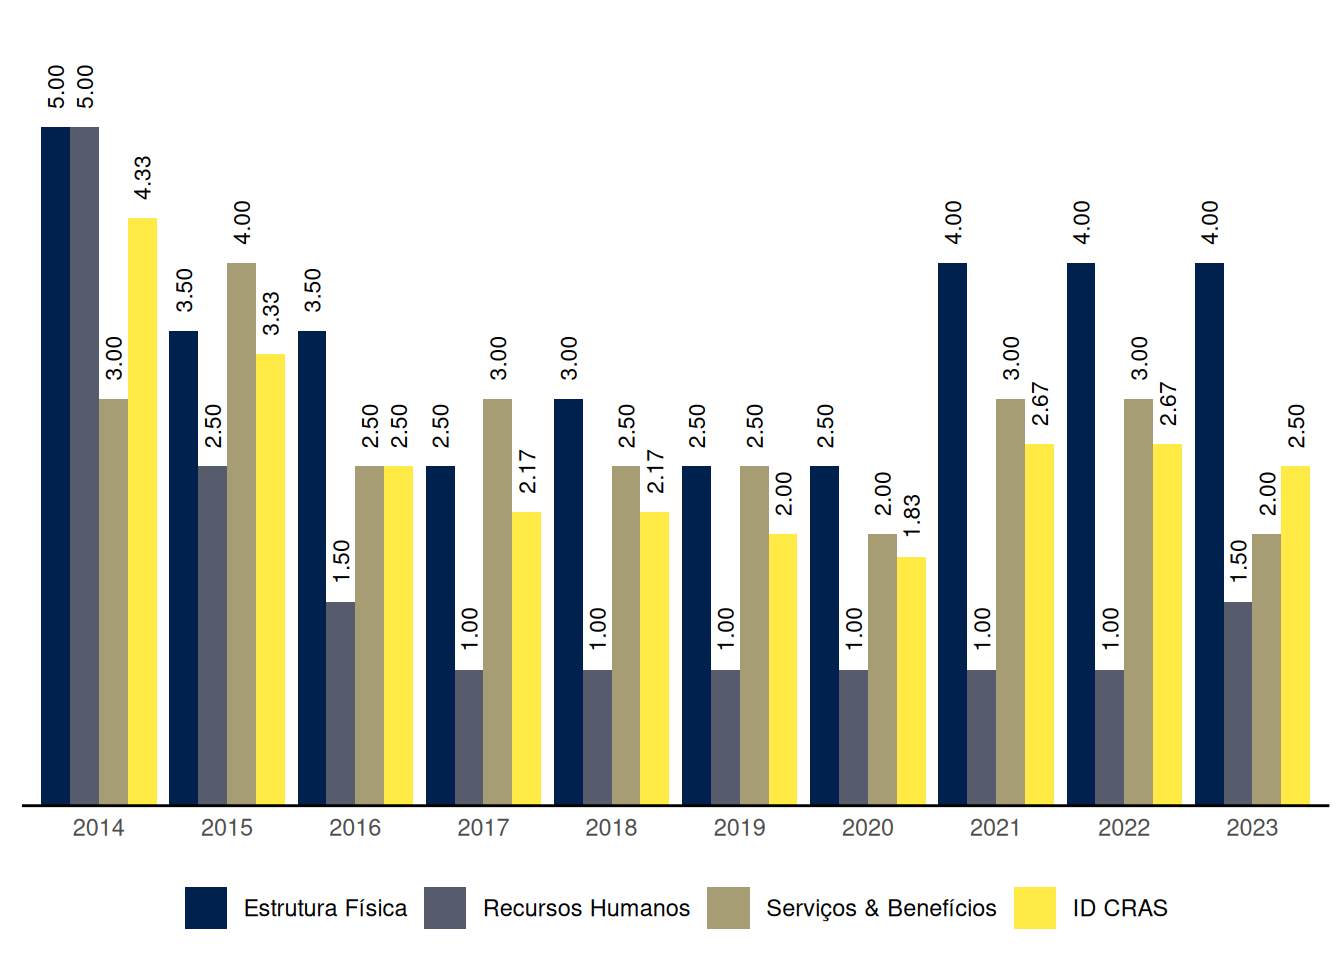 5.00 5.00 3.00 4.33
3.50 2.50 4.00 3.33
3.50 1.50 2.50 2.50
2.50 1.00 3.00 2.17
3.00 1.00 2.50 2.17
2.50 1.00 2.50 2.00
2.50 1.00 2.00 1.83
4.00 1.00 3.00 2.67
4.00 1.00 3.00 2.67
4.00 1.50 2.00 2.50
2014 2015 2016 2017 2018 2019 2020 2021 2022 2023
Estrutura Física Recursos Humanos Serviços & Benefícios ID CRAS